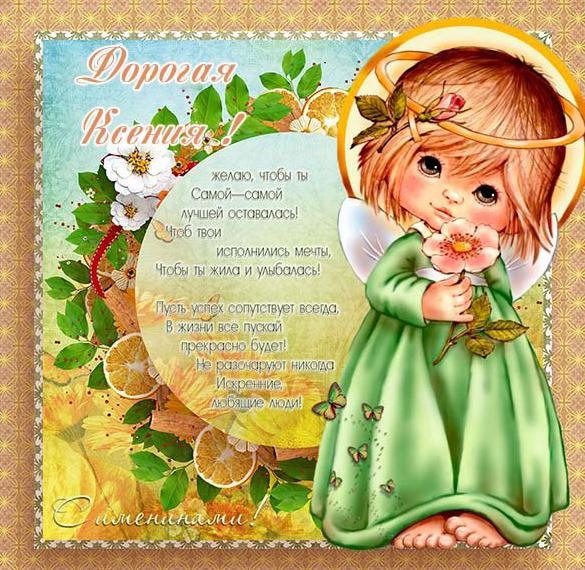 Дорогая
Ксения..!
желаю, чтобы ты
Самой—самой
лучшей оставалась!
Чтоб твои
исполнились мечты,
Чтобы ты жила и улыбалась!
Пусть успех сопутствует всегда,
В жизни все пускай
прекрасно будет!
Не разочаруют никогда
Искренние,
любящие люди!
С именинами!